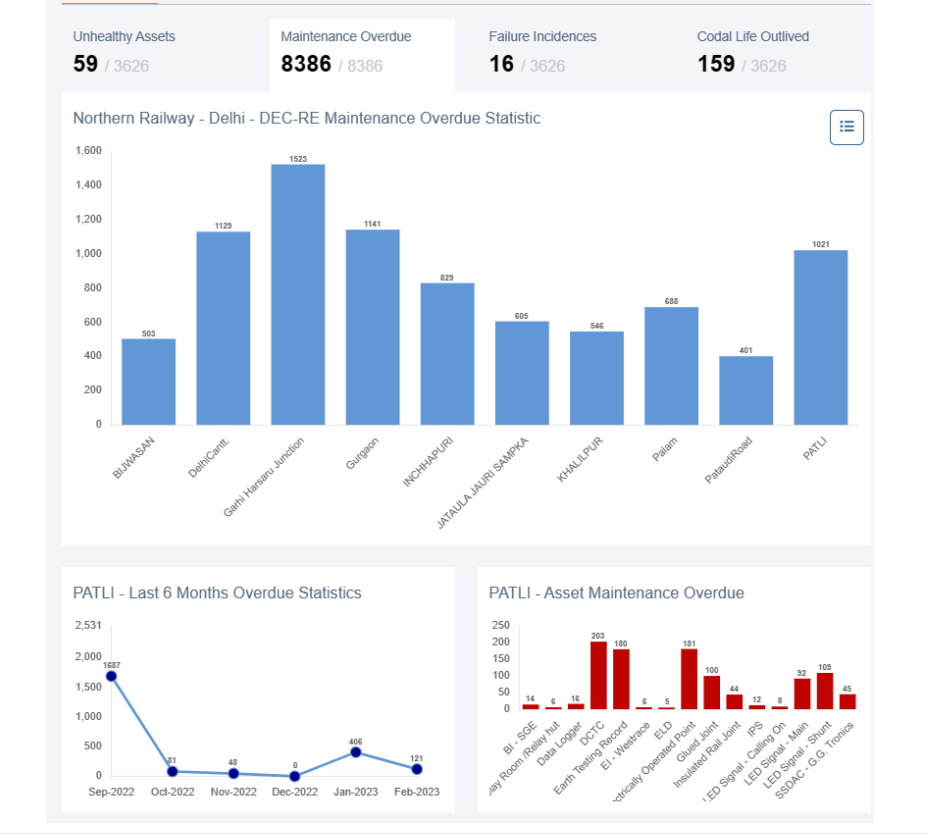 Unhealthy Assets
59 / 3626
Maintenance Overdue
8386 / 8386
Failure Incidences
16 / 3626
Codal Life Outlived
159 / 3626
Northern Railway - Delhi - DEC-RE Maintenance Overdue Statistic
1,600
1,400
1,200
1,000
800
600
400
200
0
503
1129
1523
1141
829
605
546
688
401
1021
BIJWASAN
DelhiCantt.
Garhi Harsaru Junction
Gurgaon
INCHHAPURI
JATAULA JAURI SAMPKA
KHALILPUR
Palam
PataudiRoad
PATLI
PATLI - Last 6 Months Overdue Statistics
2,531
2,000
1,500
1,000
500
0
1687
81
48
0
406
121
Sep-2022
Oct-2022
Nov-2022
Dec-2022
Jan-2023
Feb-2023
PATLI - Asset Maintenance Overdue
250
200
150
100
50
0
14
6
16
203
180
6
5
181
100
44
12
8
92
109
45
BI - SGE
lay Room /Relay hut
Data Logger
DCTC
Earth Testing Record
EI - Westrace
ELD
ctrically Operated Point
Glued Joint
Insulated Rail Joint
IPS
LED Signal - Calling On
LED Signal - Main
LED Signal - Shunt
SSDAC - G.G. Tronics